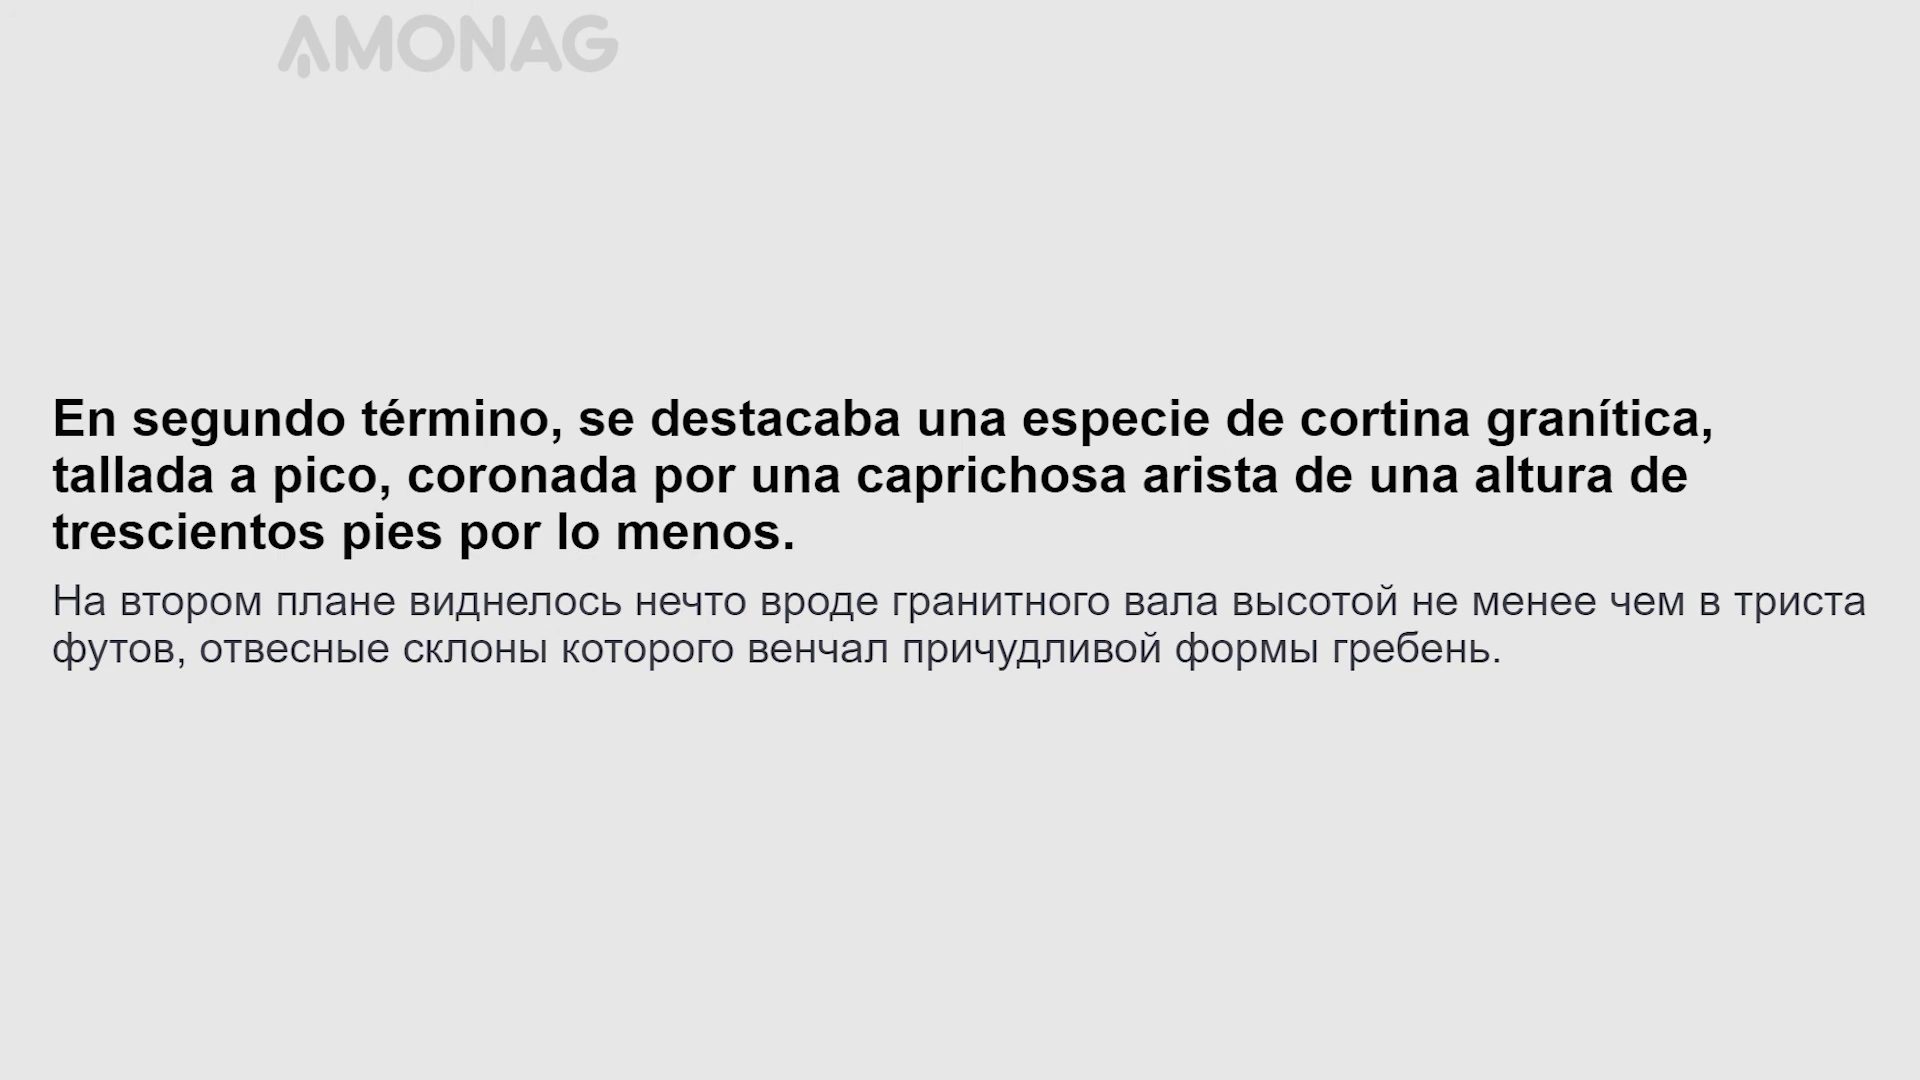 AMONAG
En segundo término, se destacaba una especie de cortina granítica,
tallada a pico, coronada por una caprichosa arista de una altura de
trescientos pies por lo menos.
На втором плане виднелось нечто вроде гранитного вала высотой не менее чем в триста
футов, отвесные склоны которого венчал причудливой формы гребень.